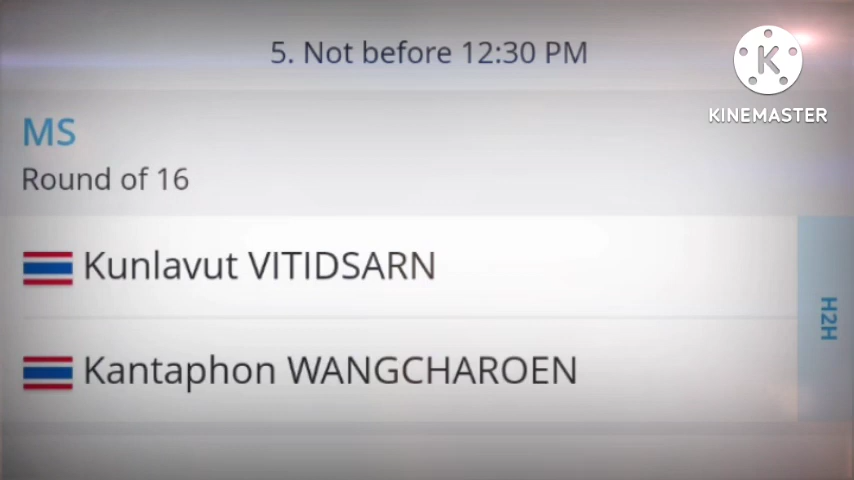 5. Not before 12:30 PM
K
KINEMASTER
MS
Round of 16
Kunlavut VITIDSARN
H2H
Kantaphon WANGCHAROEN